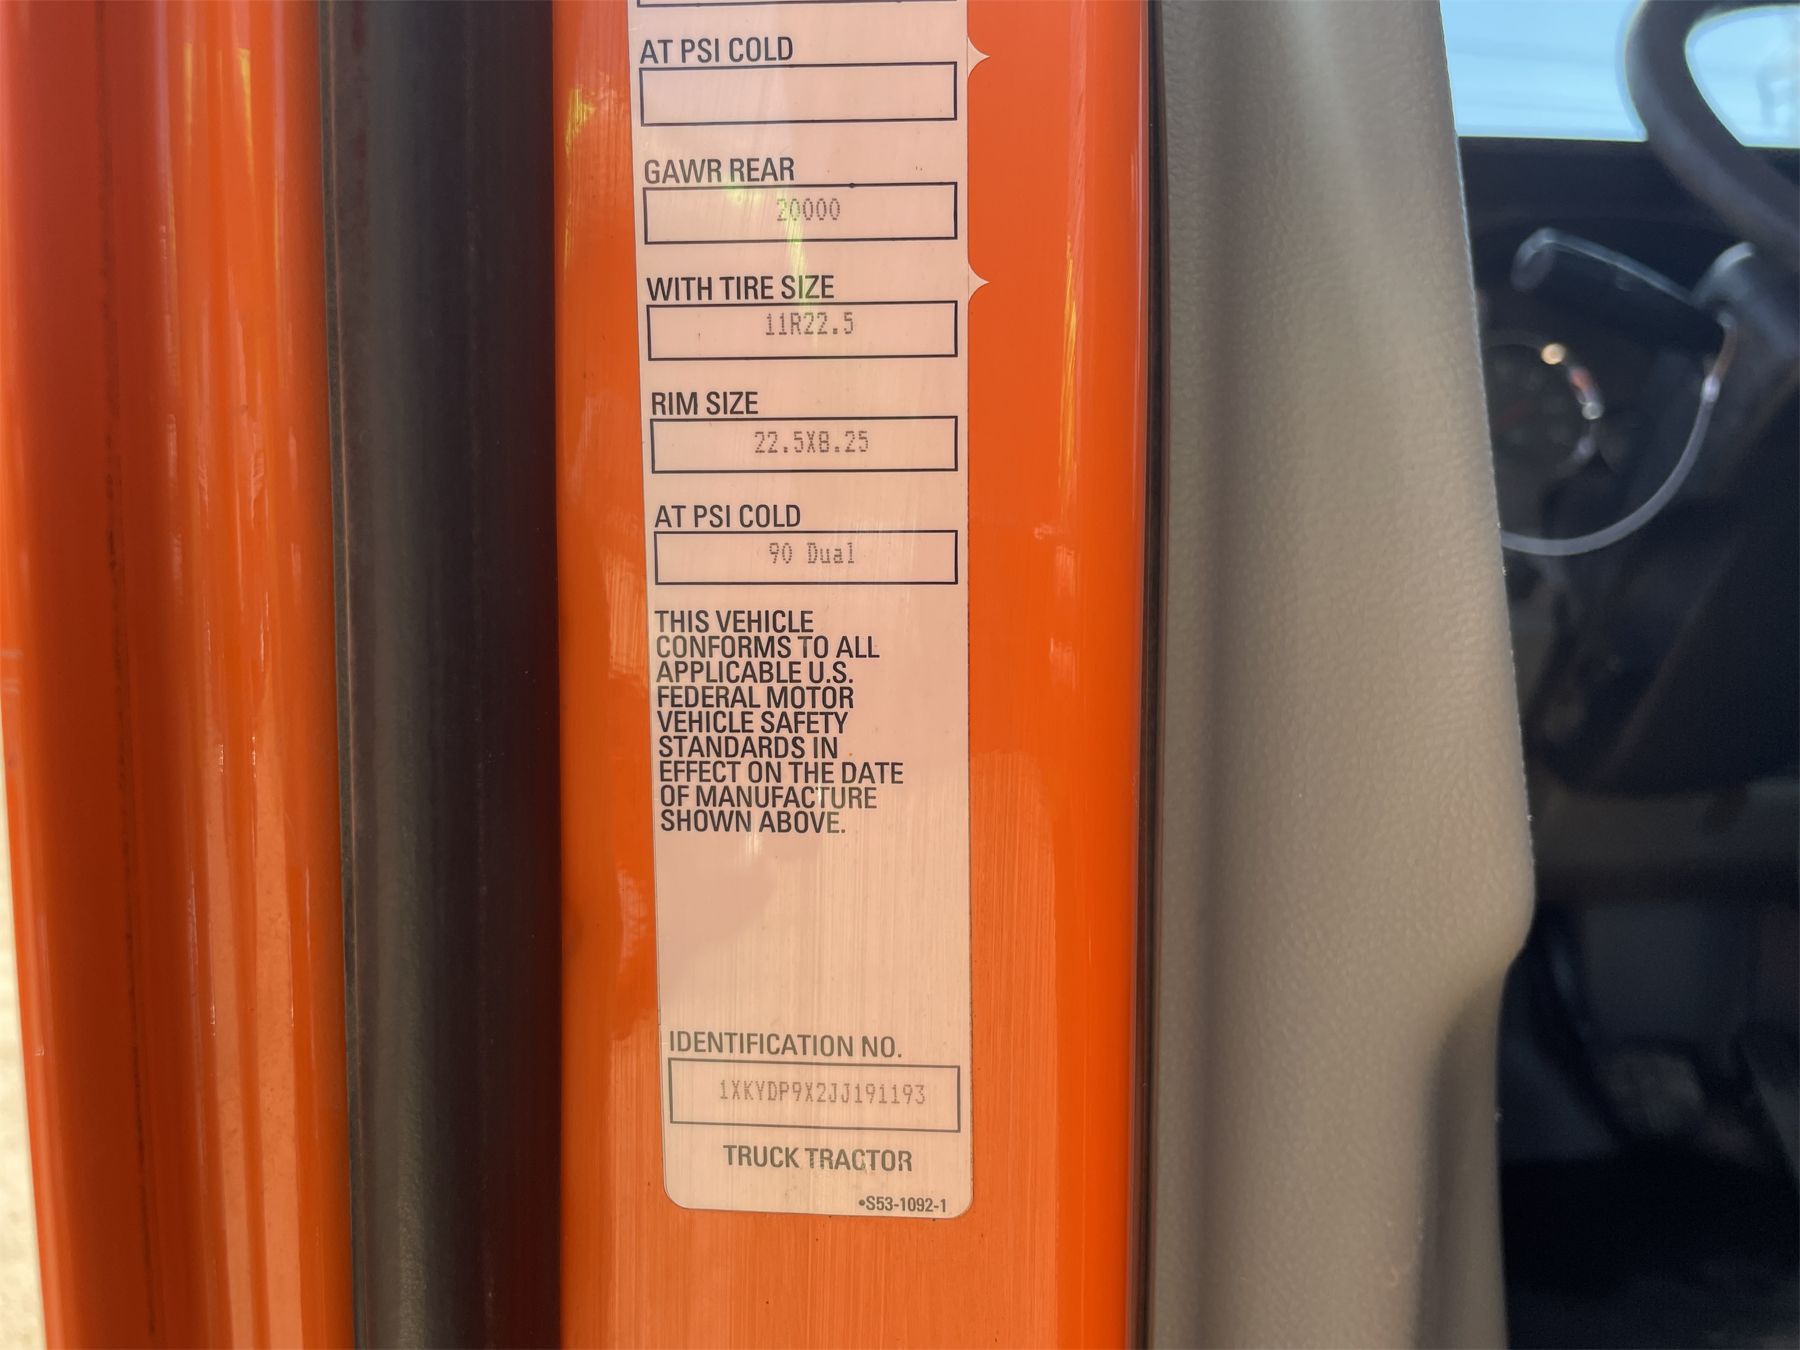 AT PSI COLD
GAWR REAR
20000
WITH TIRE SIZE
11R22.5
RIM SIZE
22.5X8.25
AT PSI COLD
90 Dual
THIS VEHICLE
CONFORMS TO ALL
APPLICABLE U.S.
FEDERAL MOTOR
VEHICLE SAFETY
STANDARDS IN
EFFECT ON THE DATE
OF MANUFACTURE
SHOWN ABOVE.
IDENTIFICATION NO.
1XKYDP9X2JJ191193
TRUCK TRACTOR
•S53-1092-1